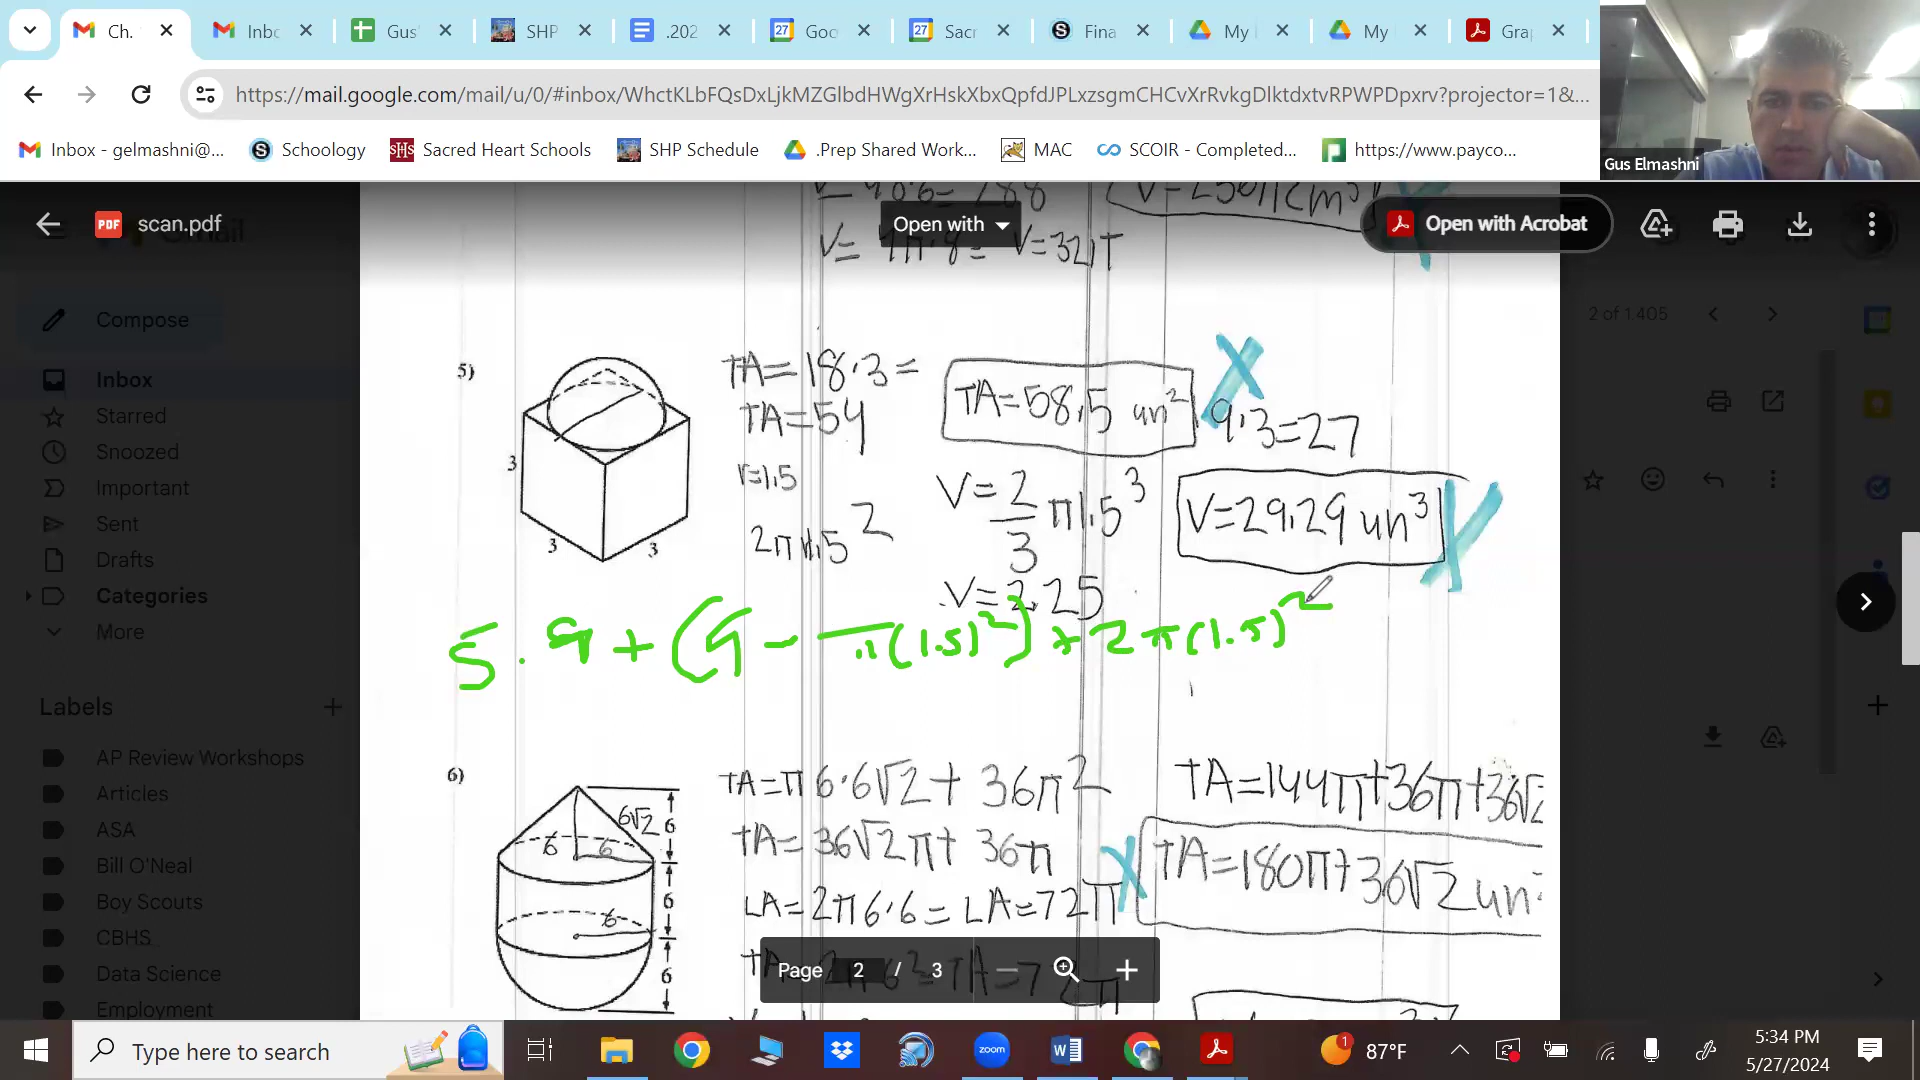 Ch.
Inbc
Gus
SHP
.202
Goo
Sacr
Fina
My
My
Gra
https://mail.google.com/mail/u/0/#inbox/WhctKLbFQsDxLjkMZGlbdHWgXrHskXbxQpfdJPLxzsgmCHCvXrRvkgDlktdxtvRPWPDpxrv?projector=1&...
Gus Elmashni
Inbox - gelmashni@...
Schoology
Sacred Heart Schools
SHP Schedule
.Prep Shared Work...
MAC
SCOIR - Completed...
https://www.payco...
PDF scan.pdf
Open with
Open with Acrobat
V=32π
Compose
2 of 1.405
Inbox
Starred
Snoozed
Important
Sent
Drafts
Categories
More
Labels
AP Review Workshops
Articles
ASA
Bill O'Neal
Boy Scouts
CBHS
Data Science
Employment
5)
3
3 3
TA=18·3=
TA=54
r=1.5
2π1.5²
TA=58.5 un²
9·3=27
V=2/3 π1.5³
V=2.25
V=29.29 un³
5·9+(9-π(1.5)²)+2π(1.5)²
6)
6√2 6
6 6
6
6
6
TA=π6·6√2+36π²
TA=36√2π+36π
LA=2π6·6=LA=72π
TA=144π+36π+36√2
TA=180π+36√2 un²
Page 2 / 3
Type here to search
zoom
1
87°F
5:34 PM
5/27/2024